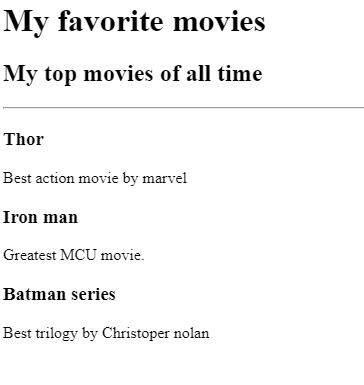 My favorite movies
My top movies of all time
Thor
Best action movie by marvel
Iron man
Greatest MCU movie.
Batman series
Best trilogy by Christoper nolan